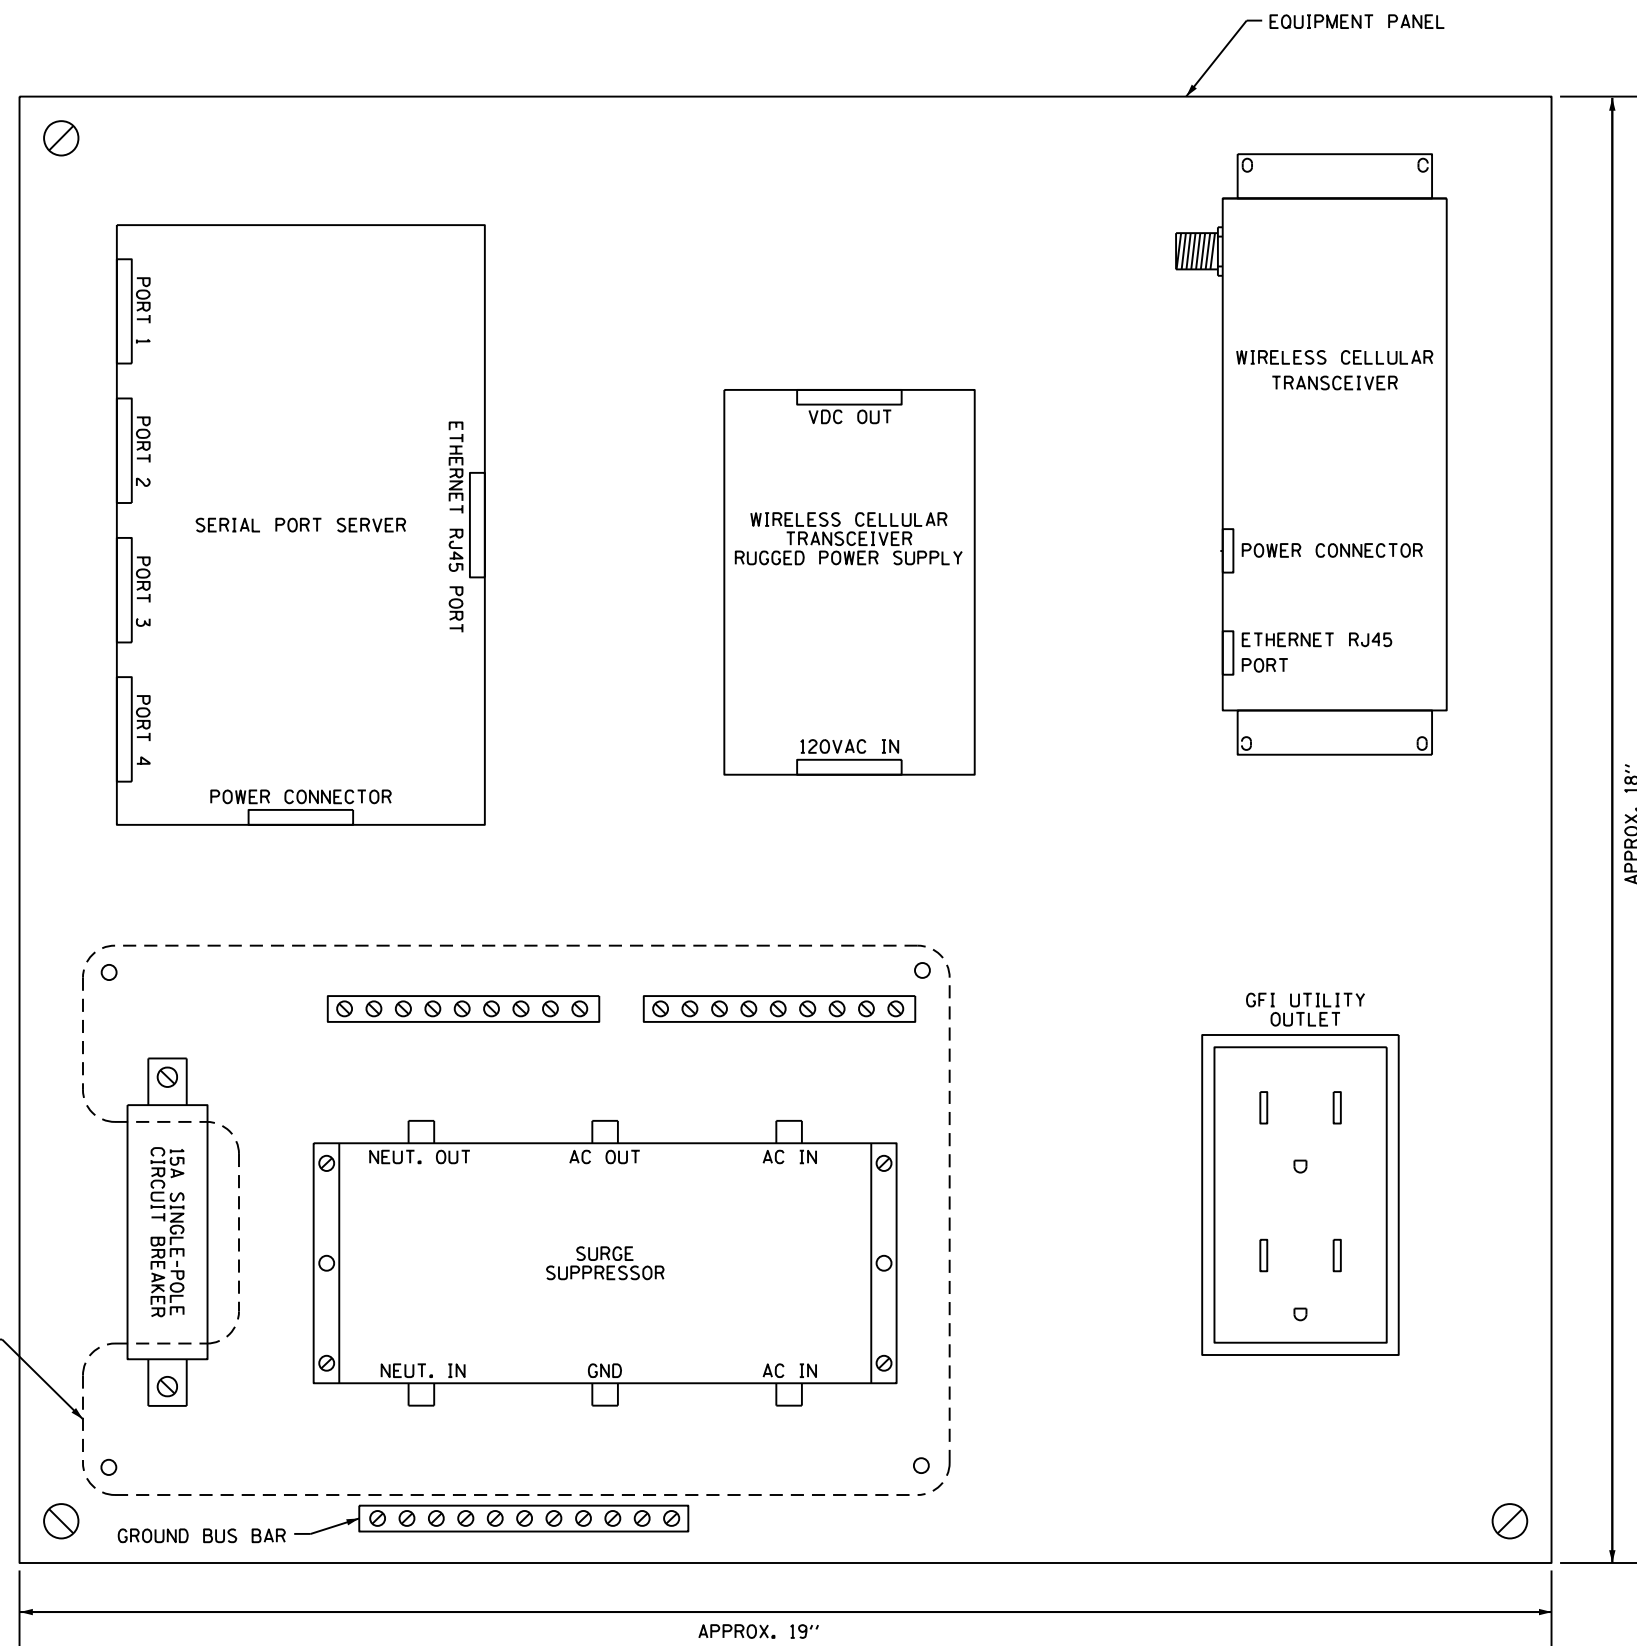 EQUIPMENT PANEL
PORT 1
PORT 2
PORT 3
PORT 4
SERIAL PORT SERVER
ETHERNET RJ45 PORT
POWER CONNECTOR
VDC OUT
WIRELESS CELLULAR
TRANSCEIVER
RUGGED POWER SUPPLY
120VAC IN
WIRELESS CELLULAR
TRANSCEIVER
POWER CONNECTOR
ETHERNET RJ45
PORT
APPROX. 18''
GFI UTILITY
OUTLET
15A SINGLE-POLE
CIRCUIT BREAKER
NEUT. OUT
AC OUT
AC IN
SURGE
SUPPRESSOR
NEUT. IN
GND
AC IN
GROUND BUS BAR
APPROX. 19''